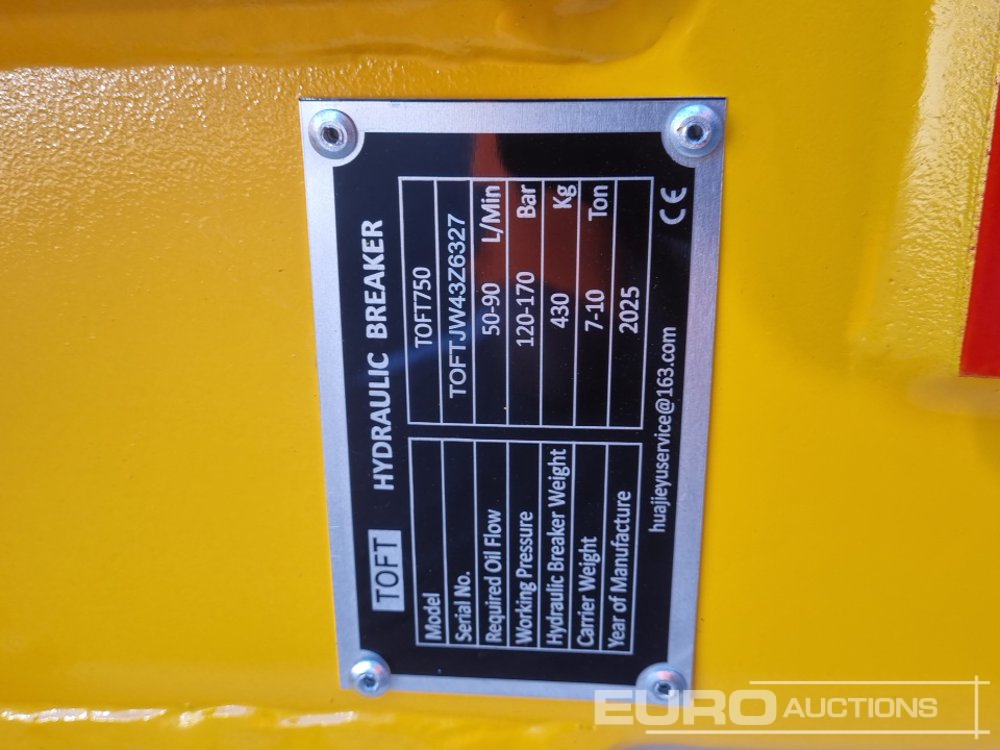 TOFT HYDRAULIC BREAKER
Model TOFT750
Serial No. TOFTJW43Z6327
Required Oil Flow 50-90 L/Min
Working Pressure 120-170 Bar
Hydraulic Breaker Weight 430 Kg
Carrier Weight 7-10 Ton
Year of Manufacture 2025
huajieyuservice@163.com CE
EURO AUCTIONS